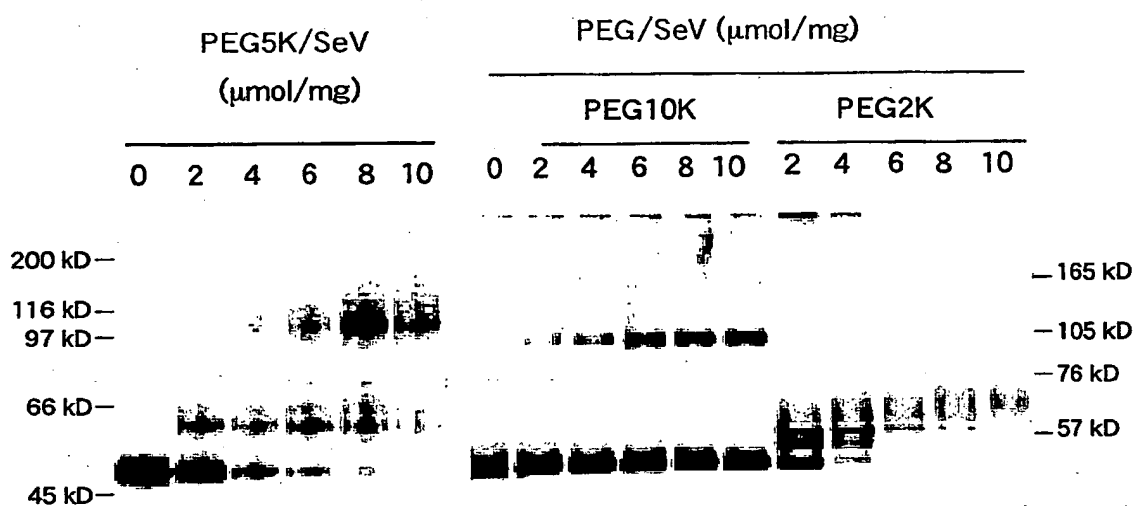 PEG5K/SeV
(μmol/mg)
PEG/SeV (μmol/mg)
PEG10K
PEG2K
0 2 4 6 8 10
0 2 4 6 8 10 2 4 6 8 10
200 kD
116 kD
97 kD
66 kD
45 kD
165 kD
105 kD
76 kD
57 kD